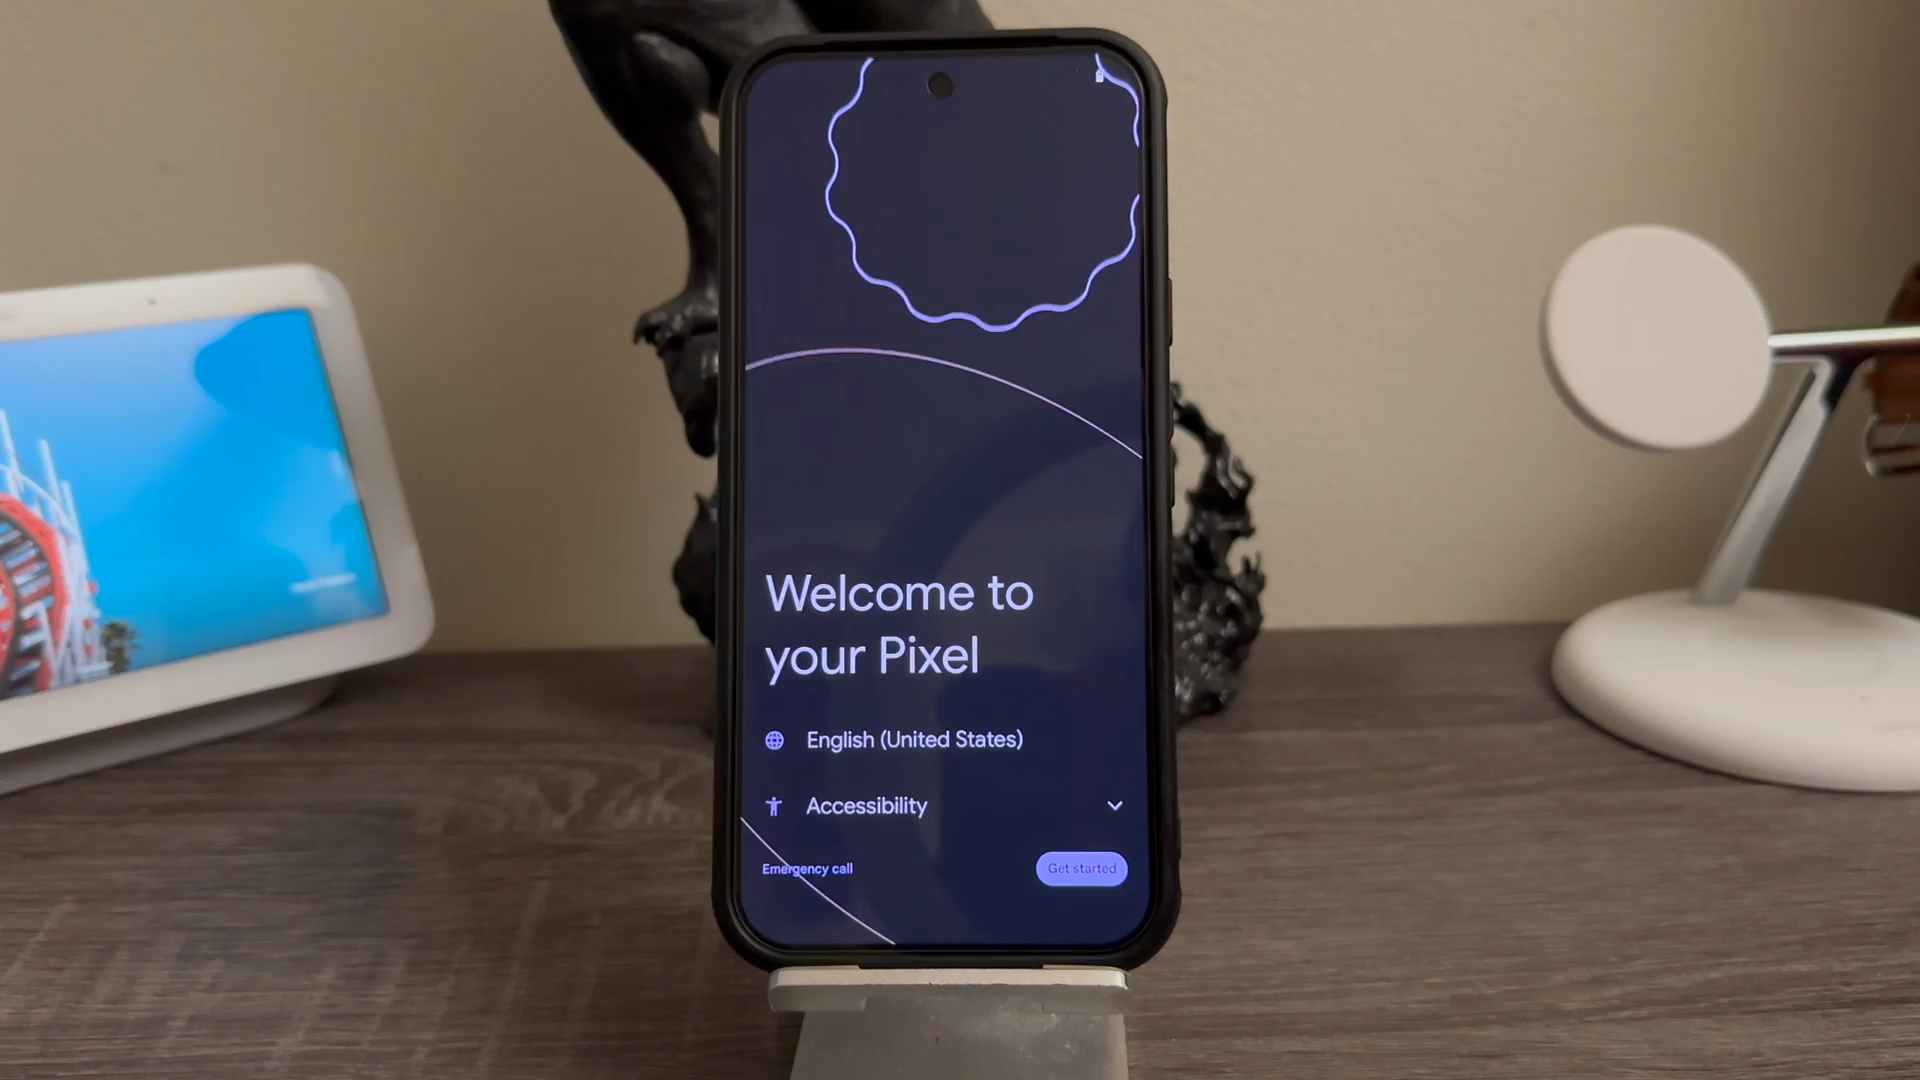 Welcome to
your Pixel
English (United States)
Accessibility
Emergency call
Get started